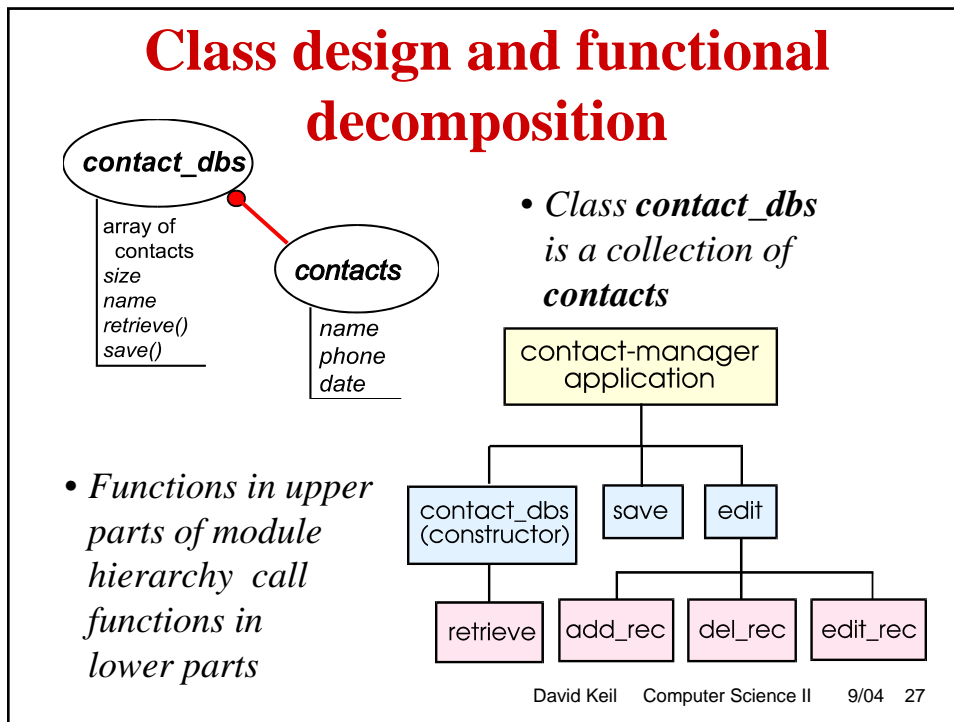 Class design and functional
decomposition
contact_dbs
array of
contacts
size
name
retrieve()
save()
contacts
name
phone
date
• Class contact_dbs
is a collection of
contacts
• Functions in upper
parts of module
hierarchy call
functions in
lower parts
contact-manager
application
contact_dbs
(constructor)
save
edit
retrieve
add_rec
del_rec
edit_rec
David Keil Computer Science II 9/04 27